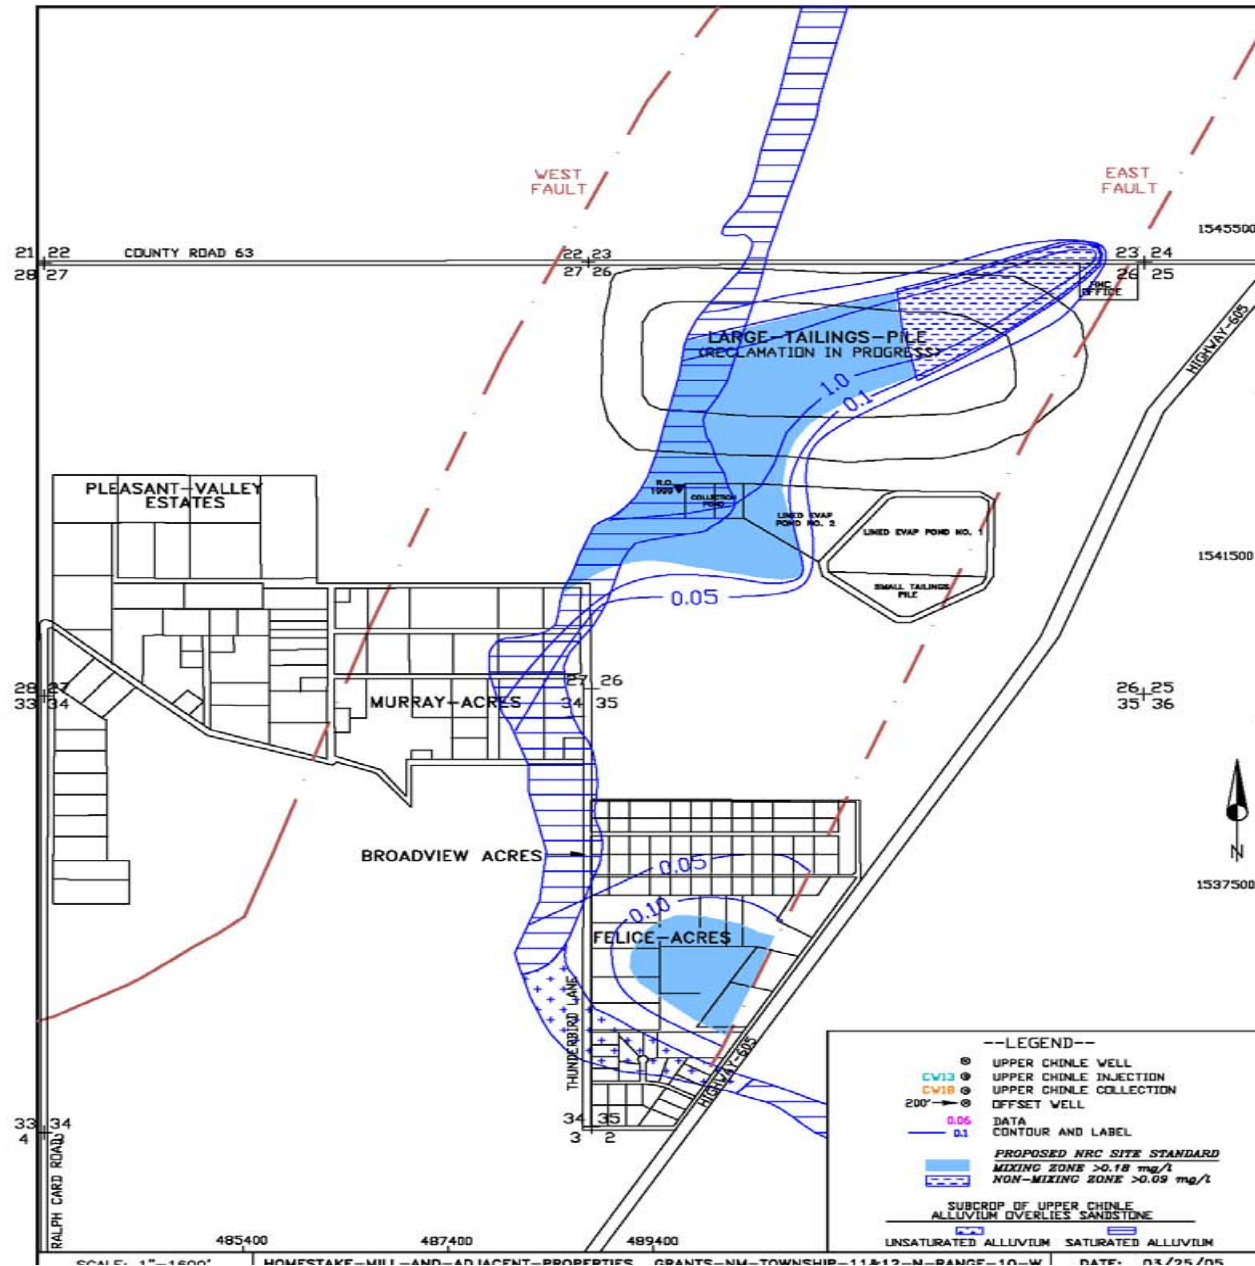 WEST
FAULT
EAST
FAULT
1545500
21 22
28 27
COUNTY ROAD 63
22 23
27 26
23 24
26 25
HMC
OFFICE
HIGHWAY-605
LARGE-TAILINGS-PILE
(RECLAMATION IN PROGRESS)
1.0
0.1
PLEASANT-VALLEY
ESTATES
R.O.
1999
COLLECTION
POND
LINED EVAP
POND NO. 2
LINED EVAP POND NO. 1
SMALL TAILINGS
PILE
1541500
0.05
28 27
33 34
MURRAY-ACRES
27 26
34 35
26 25
35 36
N
BROADVIEW ACRES
0.05
1537500
0.10
FELICE-ACRES
THUNDERBIRD LANE
HIGHWAY-605
33 34
4 3
34 35
3 2
RALPH CARD ROAD
--LEGEND--
UPPER CHINLE WELL
CW13 UPPER CHINLE INJECTION
CW18 UPPER CHINLE COLLECTION
200' OFFSET WELL
0.06 DATA
0.1 CONTOUR AND LABEL
PROPOSED NRC SITE STANDARD
MIXING ZONE >0.18 mg/l
NON-MIXING ZONE >0.09 mg/l
SUBCROP OF UPPER CHINLE
ALLUVIUM OVERLIES SANDSTONE
UNSATURATED ALLUVIUM SATURATED ALLUVIUM
485400
487400
489400
SCALE: 1"=1600'
HOMESTAKE-MILL-AND-ADJACENT-PROPERTIES GRANTS-NM-TOWNSHIP-11&12-N-RANGE-10-W
DATE: 03/25/05